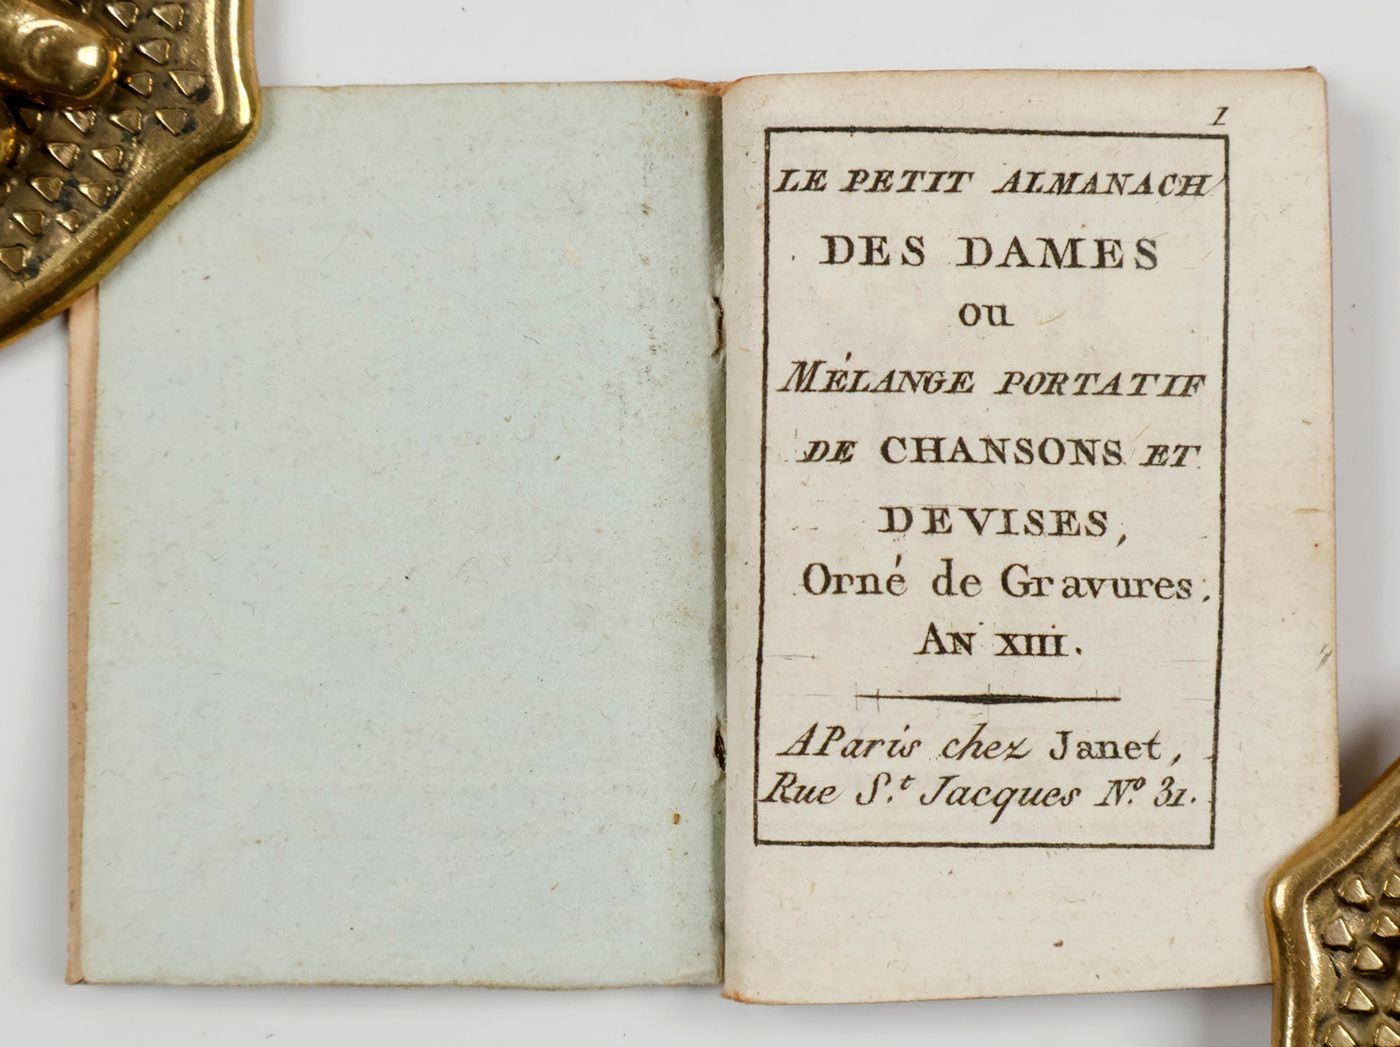 1
LE PETIT ALMANACH
DES DAMES
ou
MÉLANGE PORTATIF
DE CHANSONS ET
DEVISES,
Orné de Gravures.
AN XIII.
A Paris chez Janet,
Rue S.t Jacques N.o 31.